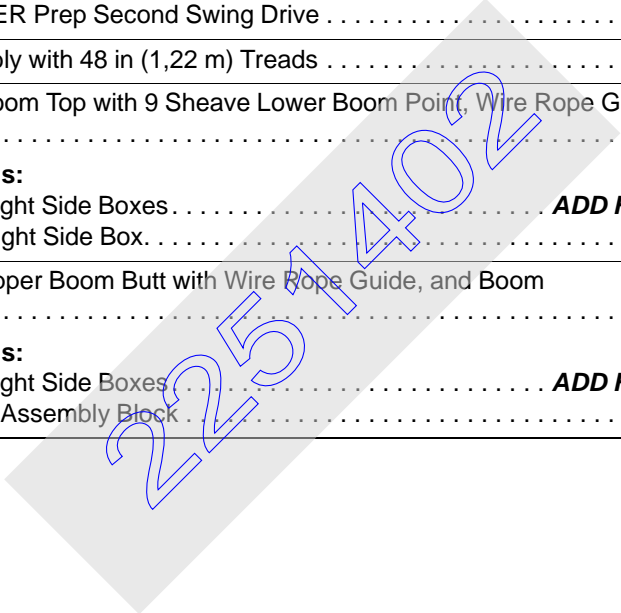 ER Prep Second Swing Drive . . . . . . . . . . . . . . . . . . . . . .
ly with 48 in (1,22 m) Treads . . . . . . . . . . . . . . . . . . . . . .
om Top with 9 Sheave Lower Boom Point, Wire Rope G
. . . . . . . . . . . . . . . . . . . . . . . . . . . . . . . . . . . . . . . . . . . . . .
s:
ght Side Boxes . . . . . . . . . . . . . . . . . . . . . . . . . . . . ADD
ght Side Box. . . . . . . . . . . . . . . . . . . . . . . . . . . . . . . . . . .
per Boom Butt with Wire Rope Guide, and Boom
. . . . . . . . . . . . . . . . . . . . . . . . . . . . . . . . . . . . . . . . . . . . . .
s:
ght Side Boxes . . . . . . . . . . . . . . . . . . . . . . . . . . . . ADD
Assembly Block . . . . . . . . . . . . . . . . . . . . . . . . . . . . . . . .
2251402